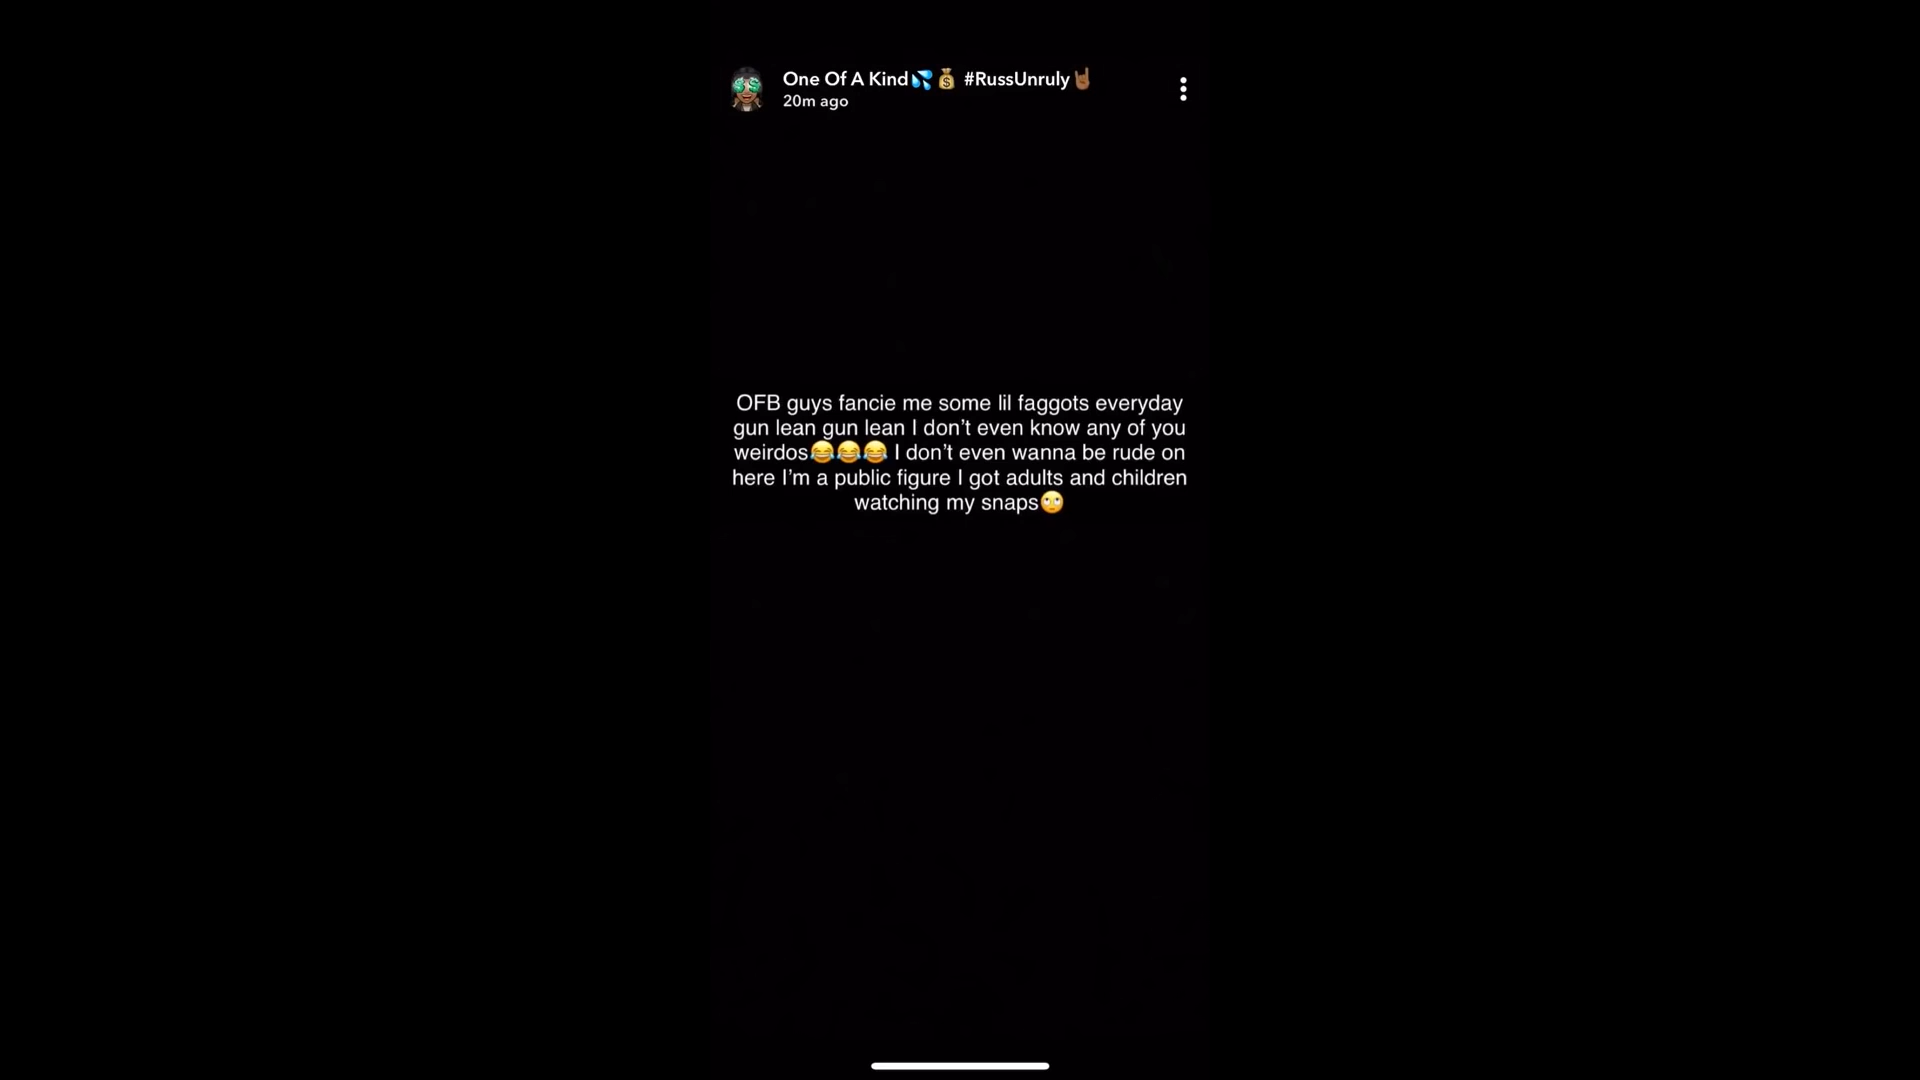 One Of A Kind💦💰 #RussUnruly🤘🏾
20m ago
OFB guys fancie me some lil faggots everyday
gun lean gun lean I don’t even know any of you
weirdos😂😂😂 I don’t even wanna be rude on
here I’m a public figure I got adults and children
watching my snaps🙄